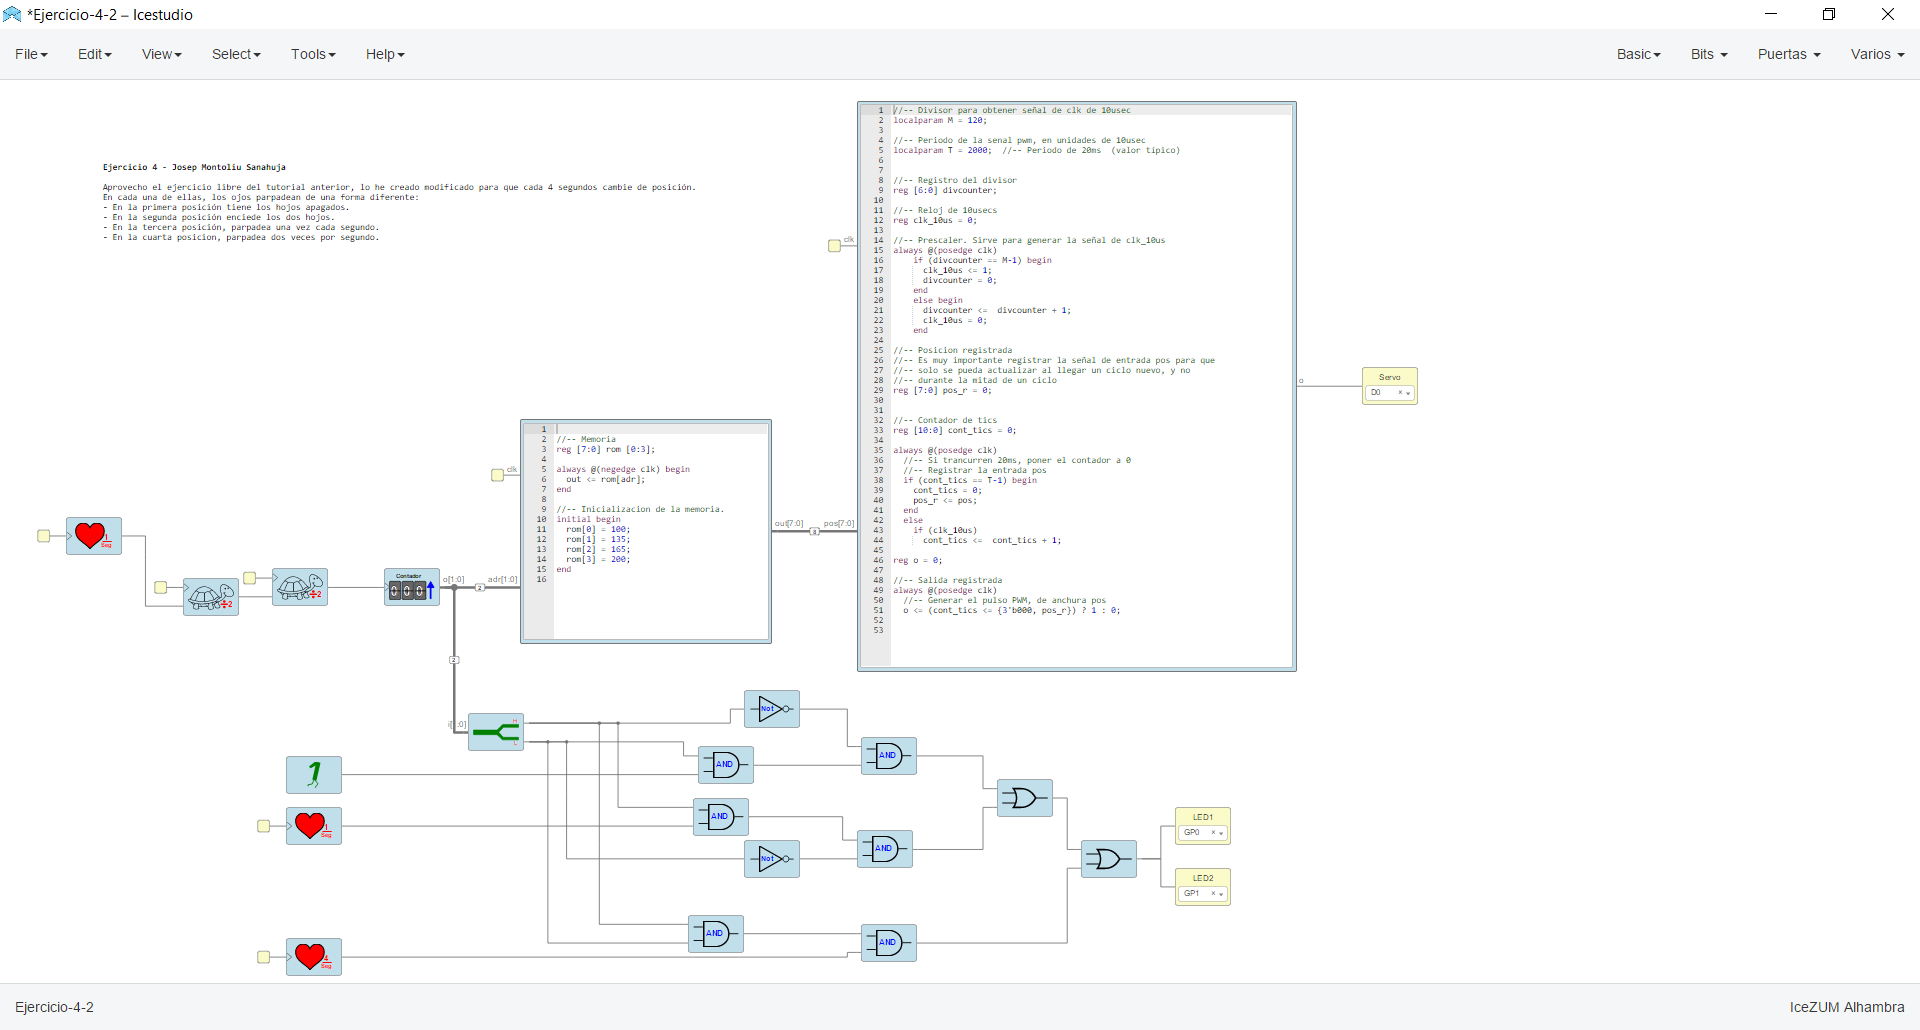 *Ejercicio-4-2 – Icestudio
File Edit View Select Tools Help Basic Bits Puertas Varios
Ejercicio 4 - Josep Montoliu Sanahuja
Aprovecho el ejercicio libre del tutorial anterior, lo he creado modificado para que cada 4 segundos cambie de posición.
En cada una de ellas, los ojos parpadean de una forma diferente:
- En la primera posición tiene los hojos apagados.
- En la segunda posición enciede los dos hojos.
- En la tercera posición, parpadea una vez cada segundo.
- En la cuarta posicion, parpadea dos veces por segundo.
clk
1 //-- Divisor para obtener señal de clk de 10usec
2 localparam M = 120;
3
4 //-- Periodo de la senal pwm, en unidades de 10usec
5 localparam T = 2000; //-- Periodo de 20ms (valor típico)
6
7
8 //-- Registro del divisor
9 reg [6:0] divcounter;
10
11 //-- Reloj de 10usecs
12 reg clk_10us = 0;
13
14 //-- Prescaler. Sirve para generar la señal de clk_10us
15 always @(posedge clk)
16 if (divcounter == M-1) begin
17 clk_10us <= 1;
18 divcounter = 0;
19 end
20 else begin
21 divcounter <= divcounter + 1;
22 clk_10us = 0;
23 end
24
25 //-- Posicion registrada
26 //-- Es muy importante registrar la señal de entrada pos para que
27 //-- solo se pueda actualizar al llegar un ciclo nuevo, y no
28 //-- durante la mitad de un ciclo
29 reg [7:0] pos_r = 0;
30
31
32 //-- Contador de tics
33 reg [10:0] cont_tics = 0;
34
35 always @(posedge clk)
36 //-- Si trancurren 20ms, poner el contador a 0
37 //-- Registrar la entrada pos
38 if (cont_tics == T-1) begin
39 cont_tics = 0;
40 pos_r <= pos;
41 end
42 else
43 if (clk_10us)
44 cont_tics <= cont_tics + 1;
45
46 reg o = 0;
47
48 //-- Salida registrada
49 always @(posedge clk)
50 //-- Generar el pulso PWM, de anchura pos
51 o <= (cont_tics <= {3'b000, pos_r}) ? 1 : 0;
52
53
o
Servo
D0
clk
1
2 //-- Memoria
3 reg [7:0] rom [0:3];
4
5 always @(negedge clk) begin
6 out <= rom[adr];
7 end
8
9 //-- Inicializacion de la memoria.
10 initial begin
11 rom[0] = 100;
12 rom[1] = 135;
13 rom[2] = 165;
14 rom[3] = 200;
15 end
16
out[7:0] 8 pos[7:0]
1
Seg
÷2
÷2
Contador
000
o[1:0] 2 adr[1:0]
2
i[1:0]
H
L
Not
AND
AND
1
1
Seg
AND
AND
Not
LED1
GP0
LED2
GP1
AND
AND
4
Seg
Ejercicio-4-2
IceZUM Alhambra